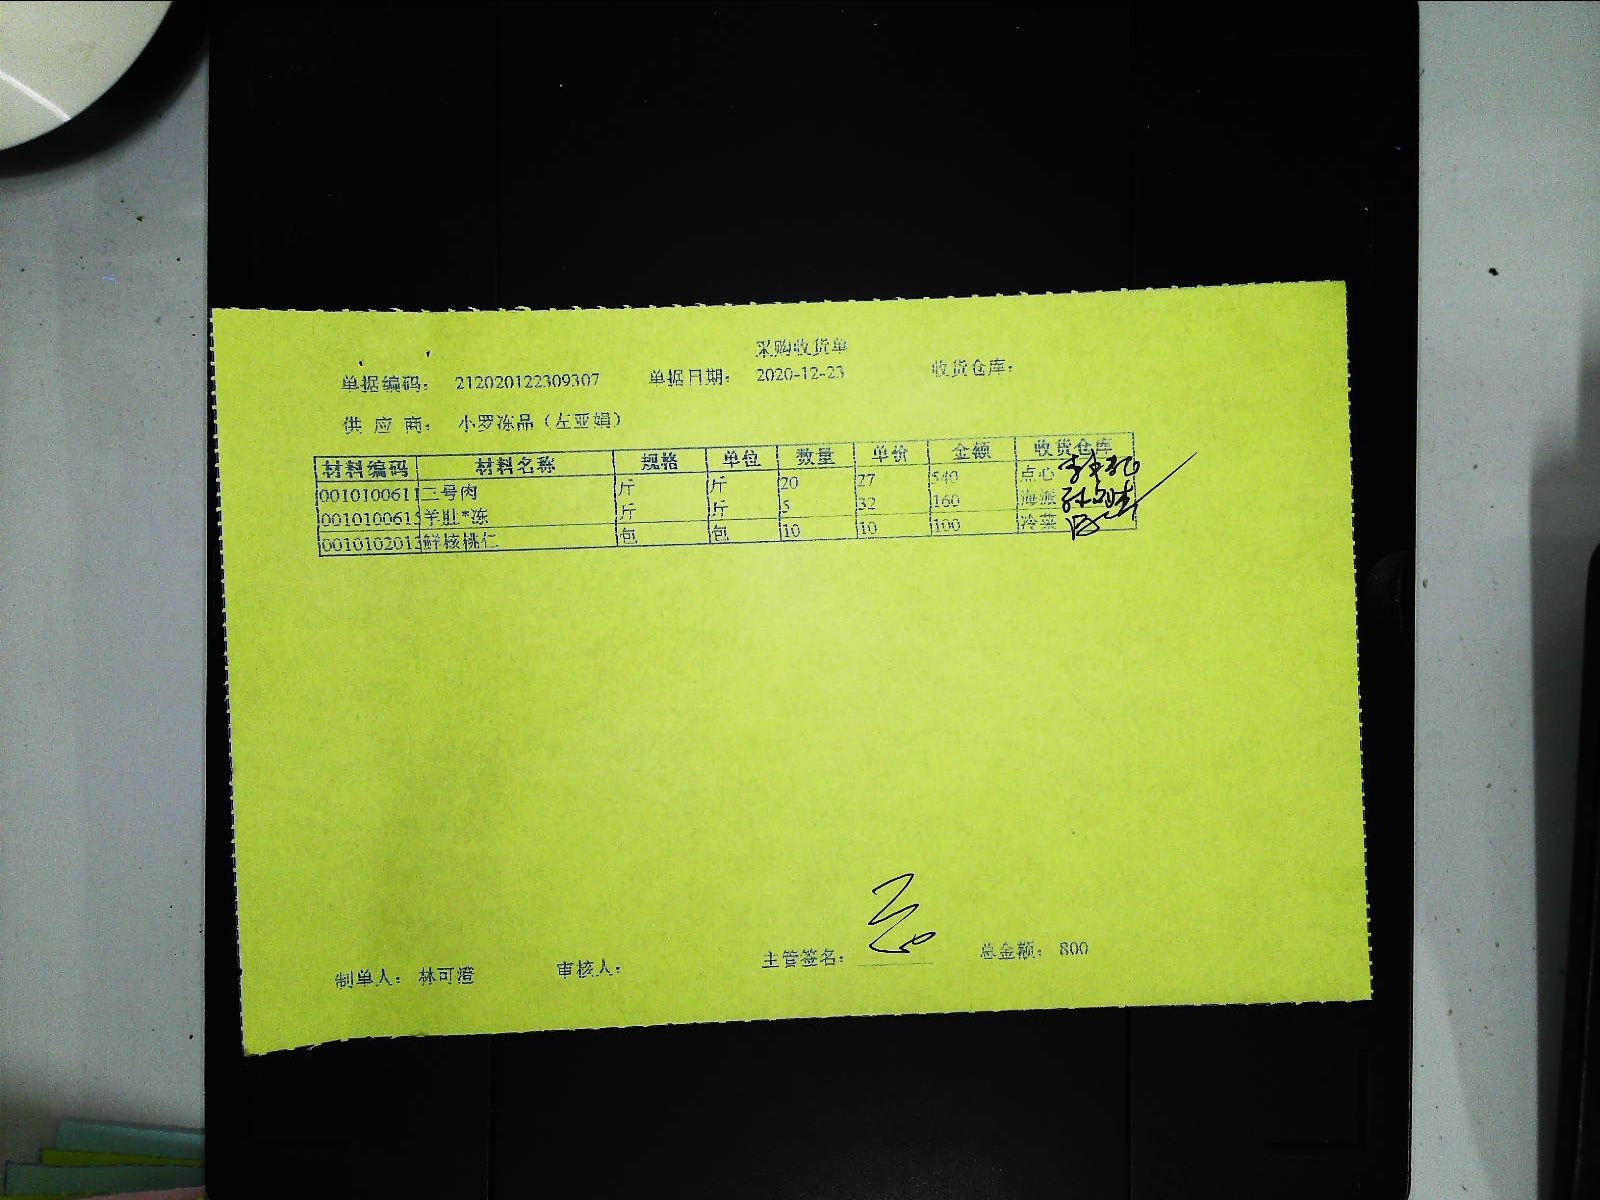 采购收货单
单据编码： 212020122309307 单据日期： 2020-12-23 收货仓库：
供 应 商： 小罗冻品（左亚娟）
材料编码 材料名称 规格 单位 数量 单价 金额 收货仓库
0010100611 二号肉 斤 斤 20 27 540 点心
0010100615 羊肚*冻 斤 斤 5 32 160 海派
0010102013 鲜核桃仁 包 包 10 10 100 冷菜
制单人： 林可澄 审核人： 主管签名： 总金额： 800